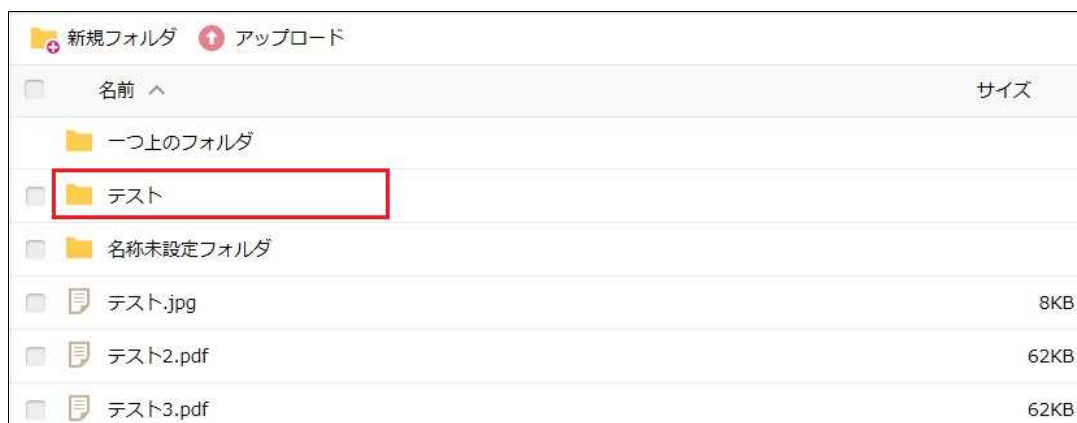 新規フォルダ アップロード
名前 サイズ
一つ上のフォルダ
テスト
名称未設定フォルダ
テスト.jpg 8KB
テスト2.pdf 62KB
テスト3.pdf 62KB